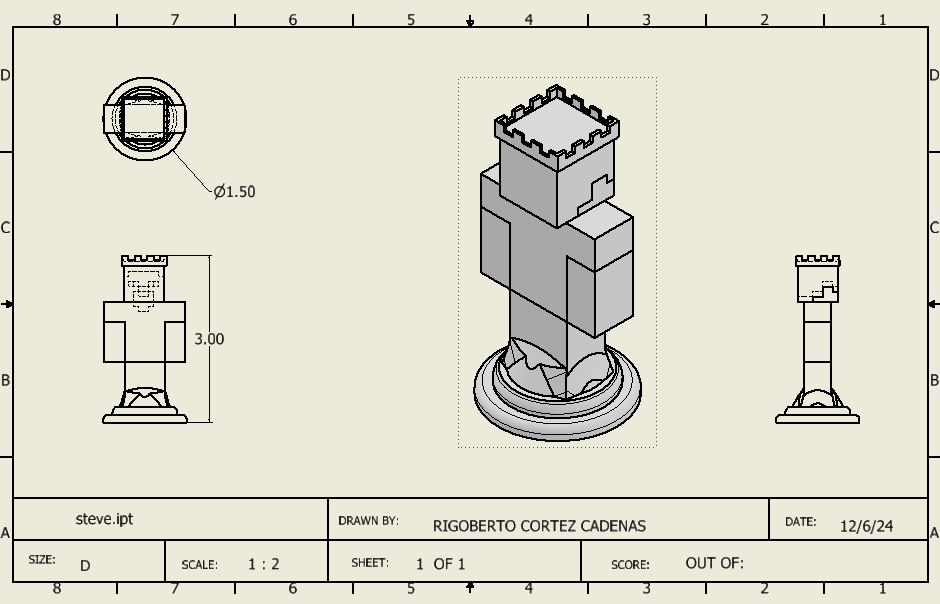 8 7 6 5 4 3 2 1
D D
Ø1.50
C C
3.00
B B
steve.ipt DRAWN BY: RIGOBERTO CORTEZ CADENAS DATE: 12/6/24
A A
SIZE: D SCALE: 1 : 2 SHEET: 1 OF 1 SCORE: OUT OF:
8 7 6 5 4 3 2 1